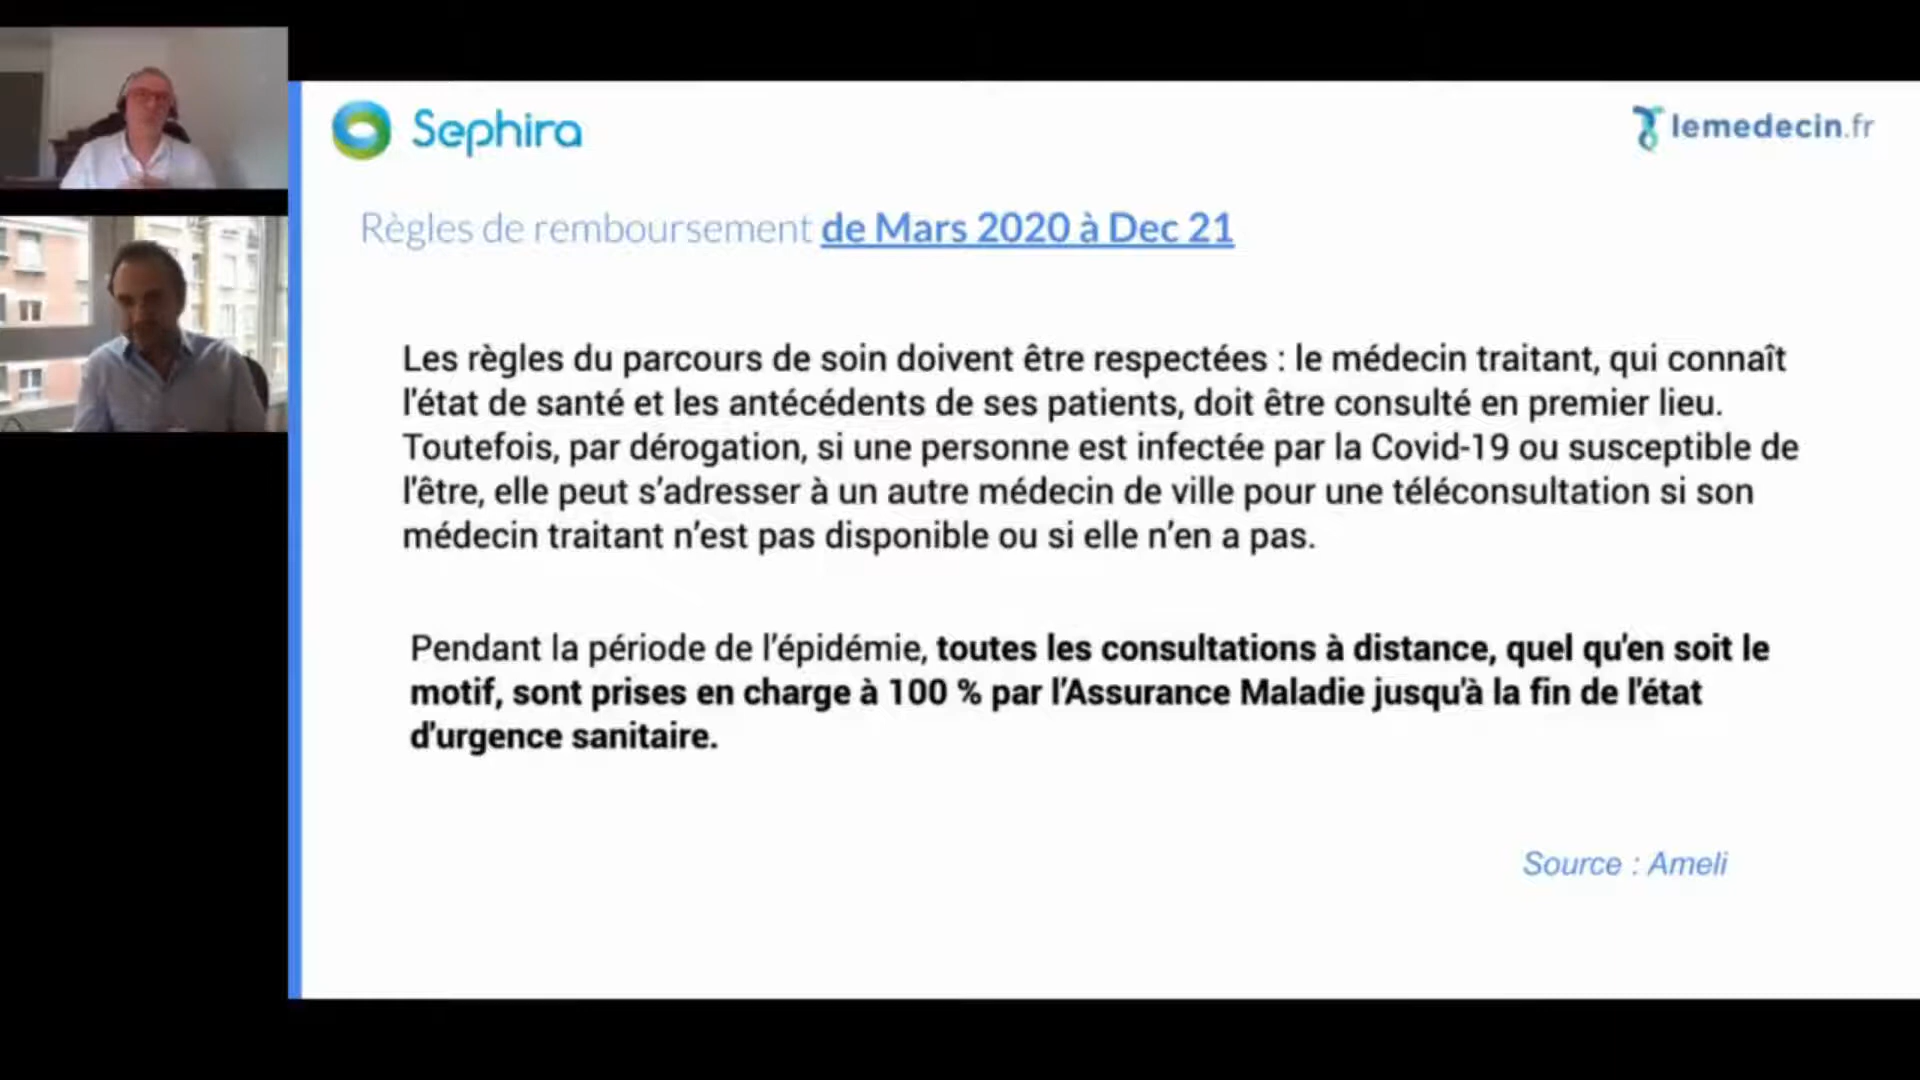 Sephira
lemedecin.fr
Règles de remboursement de Mars 2020 à Dec 21
Les règles du parcours de soin doivent être respectées : le médecin traitant, qui connaît
l'état de santé et les antécédents de ses patients, doit être consulté en premier lieu.
Toutefois, par dérogation, si une personne est infectée par la Covid-19 ou susceptible de
l'être, elle peut s'adresser à un autre médecin de ville pour une téléconsultation si son
médecin traitant n'est pas disponible ou si elle n'en a pas.
Pendant la période de l'épidémie, toutes les consultations à distance, quel qu'en soit le
motif, sont prises en charge à 100 % par l'Assurance Maladie jusqu'à la fin de l'état
d'urgence sanitaire.
Source : Ameli